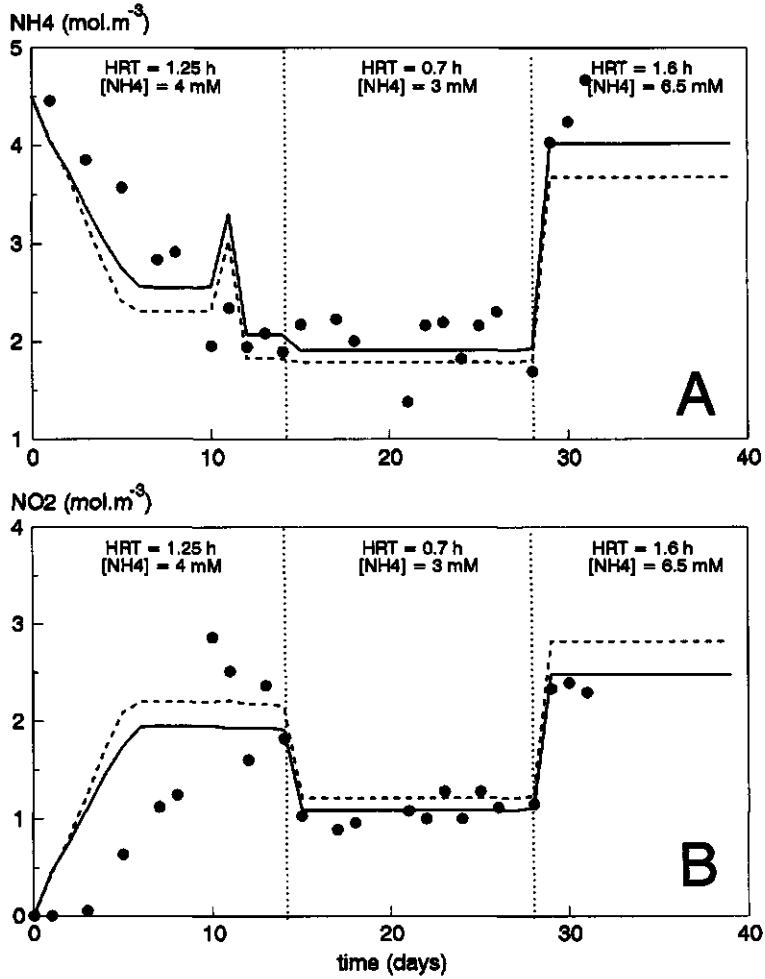 NH4 (mol.m⁻³)
5
HRT = 1.25 h
[NH4] = 4 mM
HRT = 0.7 h
[NH4] = 3 mM
HRT = 1.6 h
[NH4] = 6.5 mM
4
3
2
1
A
0 10 20 30 40
NO2 (mol.m⁻³)
4
HRT = 1.25 h
[NH4] = 4 mM
HRT = 0.7 h
[NH4] = 3 mM
HRT = 1.6 h
[NH4] = 6.5 mM
3
2
1
0
B
0 10 20 30 40
time (days)